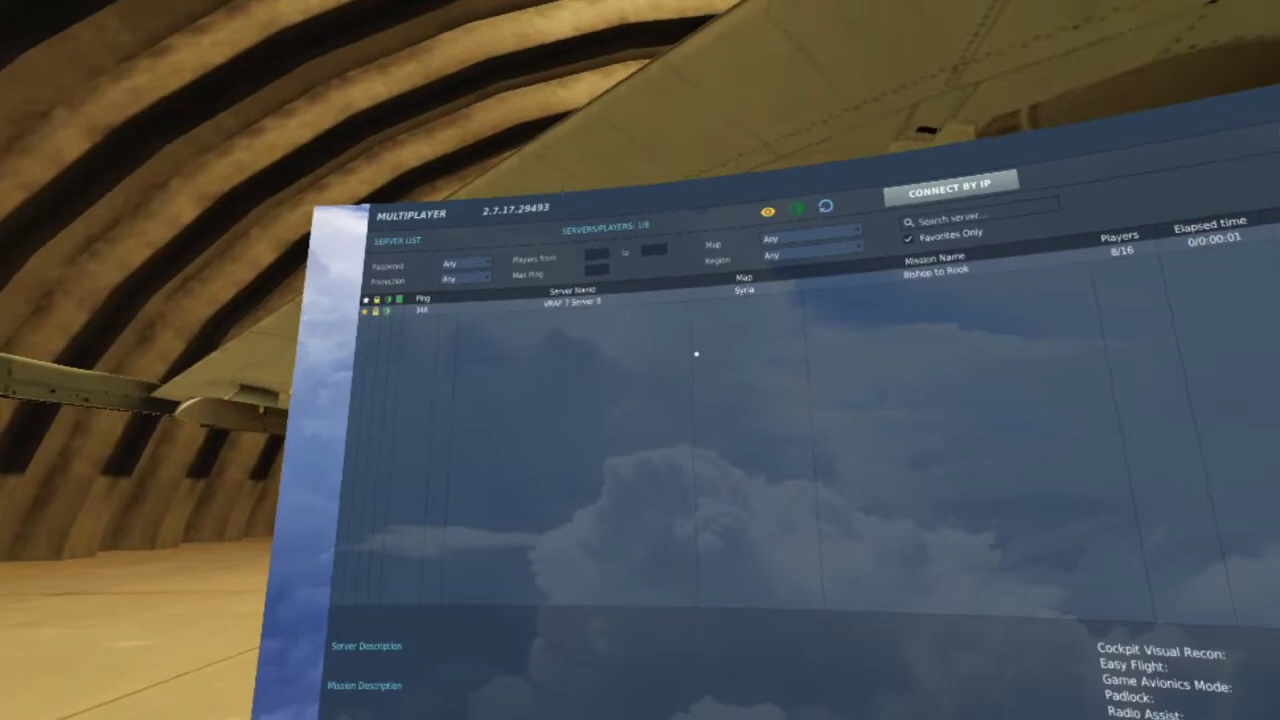 MULTIPLAYER 2.7.17.29493
CONNECT BY IP
SERVER LIST SERVERS/PLAYERS: 1/8
Search server...
Password Any Players from to Map Any
Favorites Only
Protection Any Max Ping Region Any
Ping Server Name Map Mission Name Players Elapsed time
348 Syria Bishop to Rook 8/16 0/0:00:01
Server Description
Cockpit Visual Recon:
Easy Flight:
Mission Description
Game Avionics Mode:
Padlock:
Radio Assist: